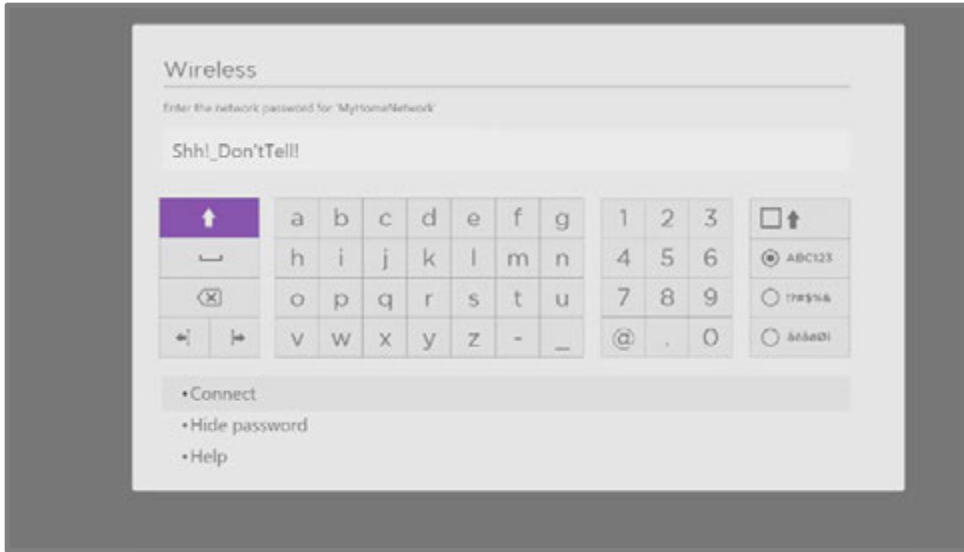 Wireless
Enter the network password for 'MyHomeNetwork'
Shh!_Don'tTell!
a b c d e f g 1 2 3
h i j k l m n 4 5 6 ABC123
o p q r s t u 7 8 9 !?#$%&
v w x y z - _ @ . 0
•Connect
•Hide password
•Help